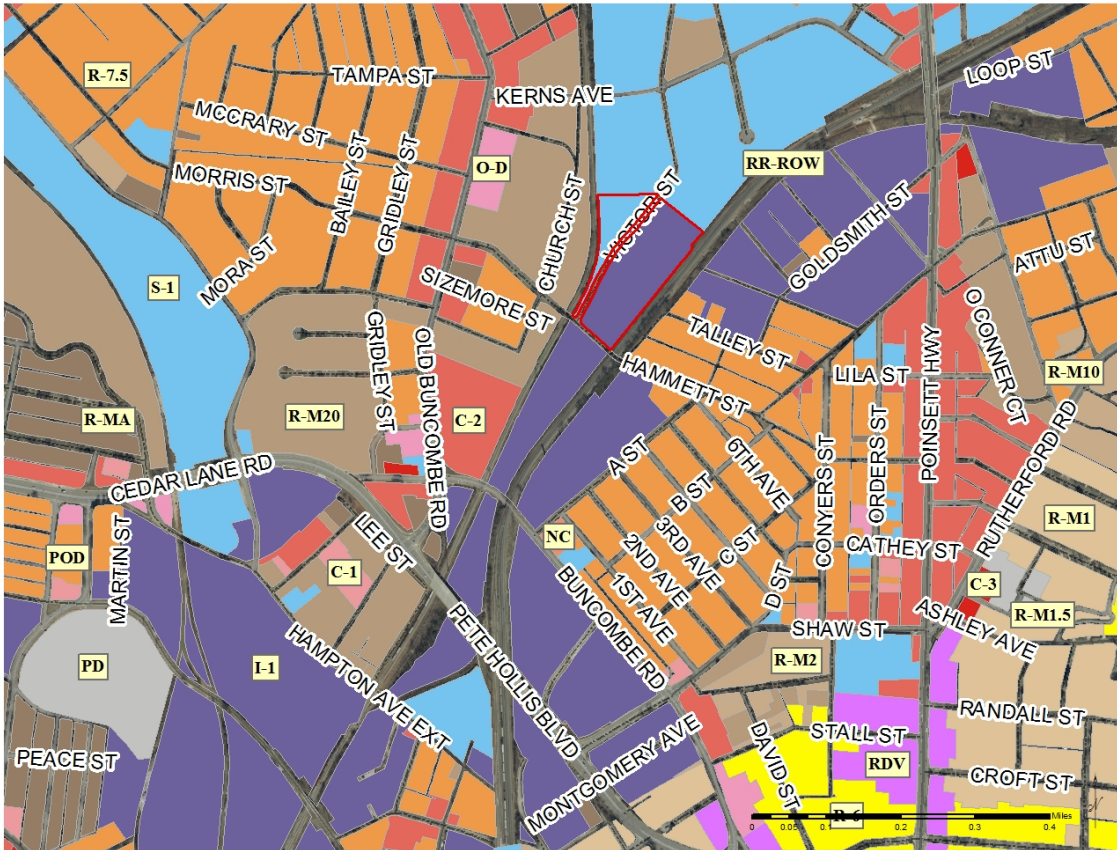 LOOP ST
R-7.5
TAMPA ST
KERNS AVE
MCCRARY ST
O-D
RR-ROW
MORRIS ST
BAILEY ST
GRIDLEY ST
CHURCH ST
VICTOR ST
GOLDSMITH ST
ATTU ST
MORA ST
S-1
SIZEMORE ST
GRIDLEY ST
OLD BUNCOMBE RD
TALLEY ST
HAMMETT ST
LILA ST
POINSETT HWY
O CONNER CT
R-M10
R-MA
R-M20
C-2
CEDAR LANE RD
A ST
6TH AVE
B ST
CONYERS ST
ORDERS ST
RUTHERFORD RD
R-M1
MARTIN ST
POD
LEE ST
C-1
NC
3RD AVE
C ST
2ND AVE
1ST AVE
D ST
CATHEY ST
C-3
R-M1.5
ASHLEY AVE
BUNCOMBE RD
SHAW ST
PD
I-1
HAMPTON AVE EXT
PETE HOLLIS BLVD
R-M2
RANDALL ST
PEACE ST
MONTGOMERY AVE
DAVID ST
STALL ST
RDV
CROFT ST
R-6
Miles
0 0.05 0.1 0.2 0.3 0.4